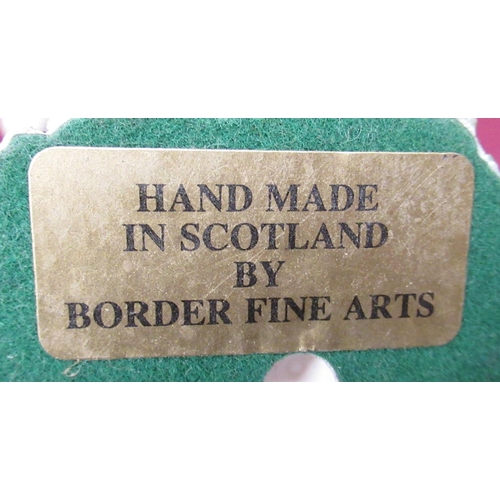 HAND MADE
IN SCOTLAND
BY
BORDER FINE ARTS